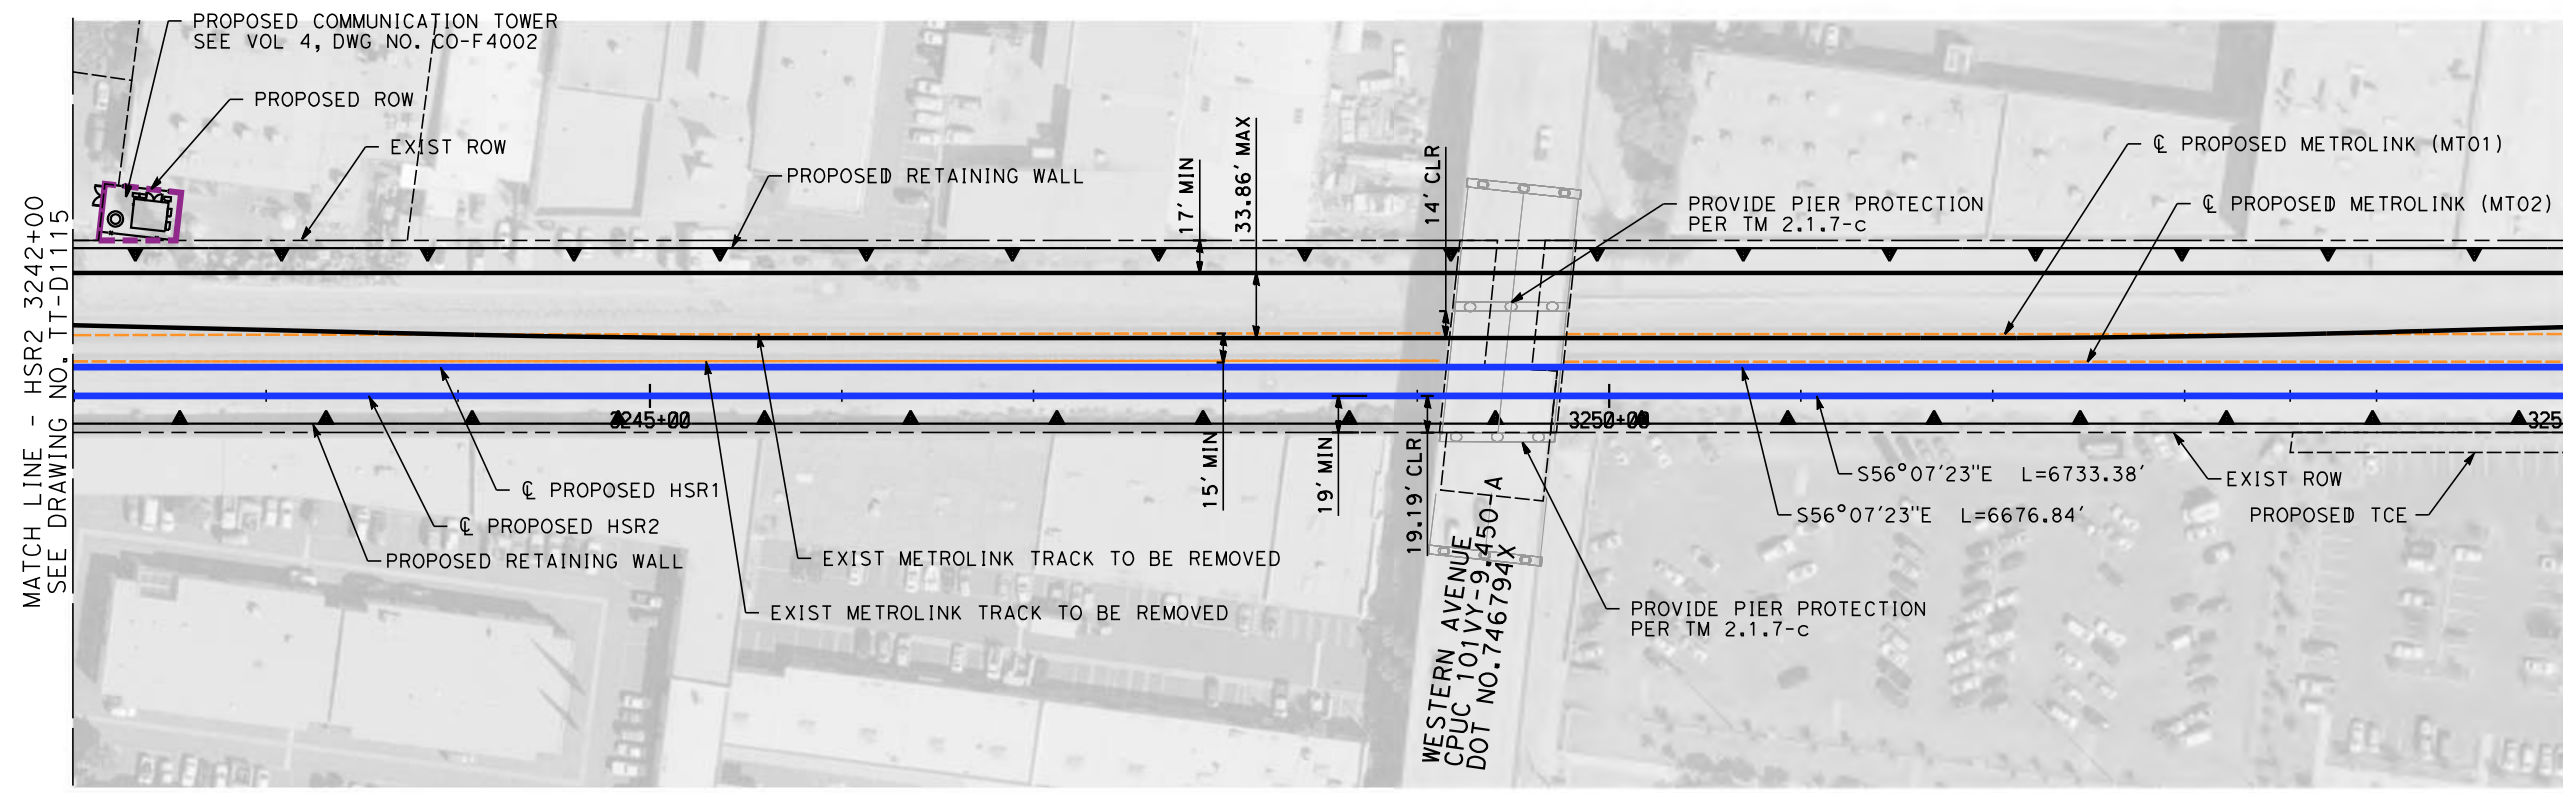 PROPOSED COMMUNICATION TOWER
SEE VOL 4, DWG NO. CO-F4002
PROPOSED ROW
EXIST ROW
PROPOSED RETAINING WALL
17' MIN
33.86' MAX
14' CLR
PROVIDE PIER PROTECTION
PER TM 2.1.7-c
℄ PROPOSED METROLINK (MT01)
℄ PROPOSED METROLINK (MT02)
MATCH LINE - HSR2 3242+00
SEE DRAWING NO. TT-D1115
3245+00
3250+00
325
℄ PROPOSED HSR1
℄ PROPOSED HSR2
PROPOSED RETAINING WALL
15' MIN
19' MIN
19.19' CLR
EXIST METROLINK TRACK TO BE REMOVED
EXIST METROLINK TRACK TO BE REMOVED
S56°07'23"E L=6733.38'
S56°07'23"E L=6676.84'
EXIST ROW
PROPOSED TCE
PROVIDE PIER PROTECTION
PER TM 2.1.7-c
WESTERN AVENUE
CPUC 101VY-9.450-A
DOT NO.746794X